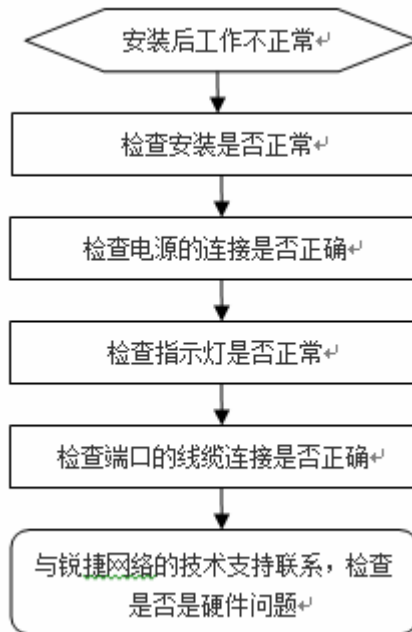 安装后工作不正常
检查安装是否正常
检查电源的连接是否正确
检查指示灯是否正常
检查端口的线缆连接是否正确
与锐捷网络的技术支持联系，检查
是否是硬件问题